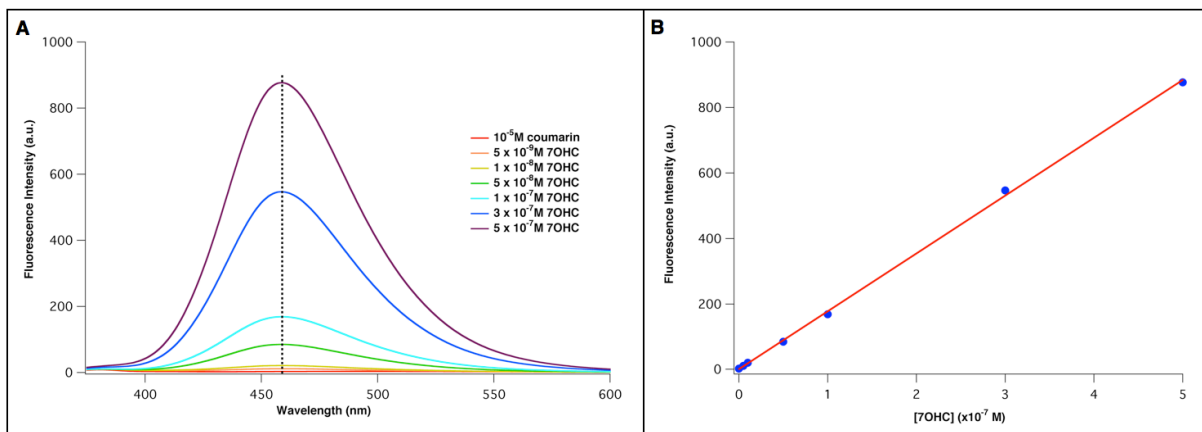 A
1000
800
600
400
200
0
Fluorescence Intensity (a.u.)
400
450
500
550
600
Wavelength (nm)
10⁻⁵M coumarin
5 x 10⁻⁹M 7OHC
1 x 10⁻⁸M 7OHC
5 x 10⁻⁸M 7OHC
1 x 10⁻⁷M 7OHC
3 x 10⁻⁷M 7OHC
5 x 10⁻⁷M 7OHC
B
1000
800
600
400
200
0
Fluorescence Intensity (a.u.)
0
1
2
3
4
5
[7OHC] (x10⁻⁷ M)